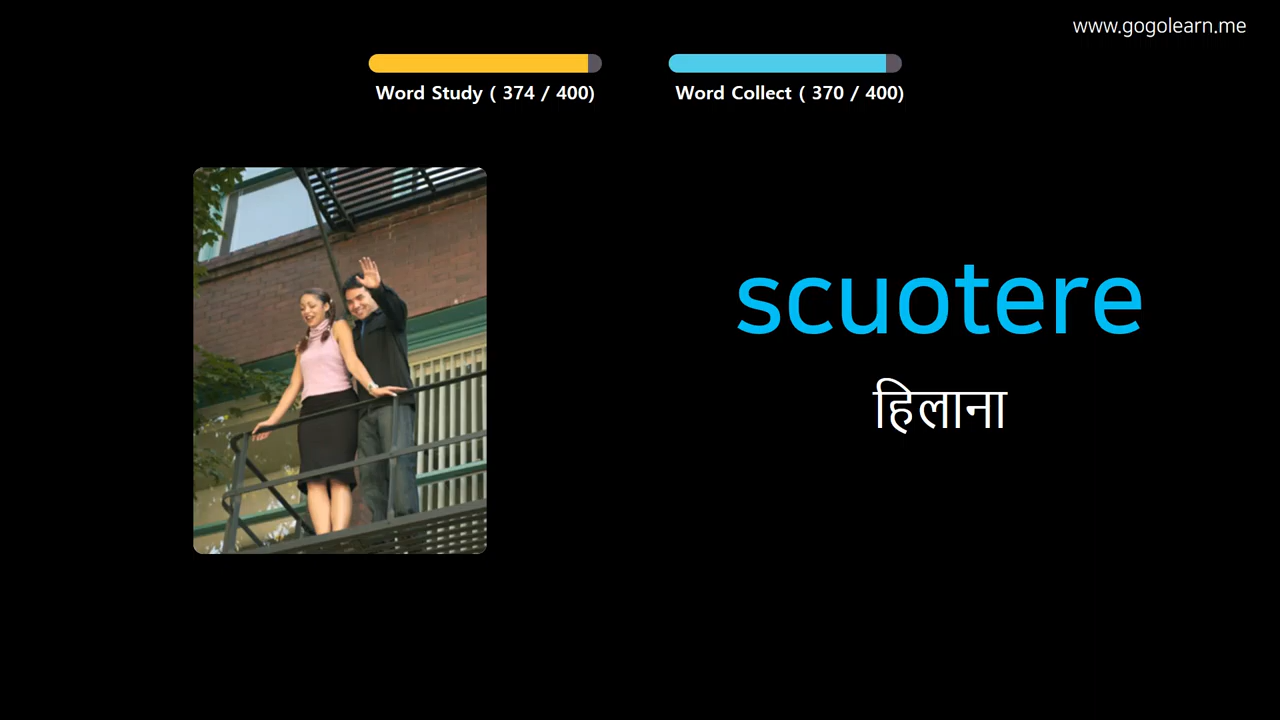 www.gogolearn.me
Word Study ( 374 / 400)
Word Collect ( 370 / 400)
scuotere
हिलाना